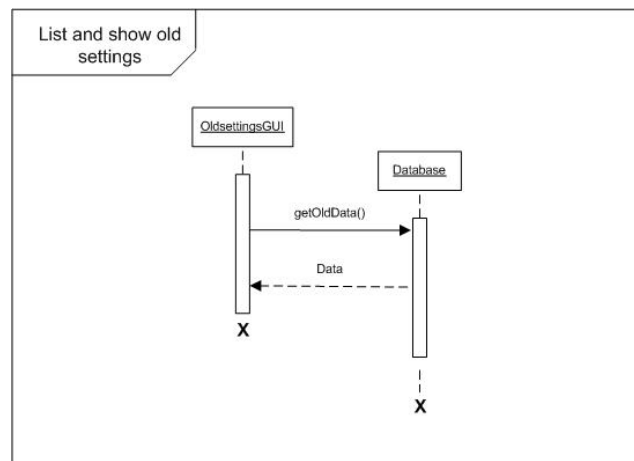 List and show old
settings
OldsettingsGUI
Database
getOldData()
Data
X
X